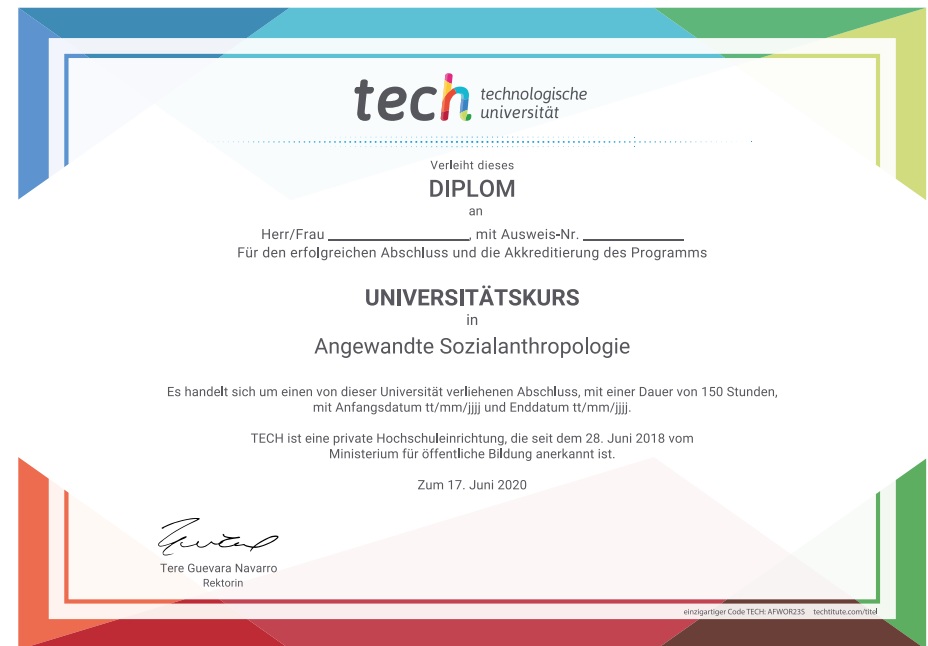 tech technologische
universität
Verleiht dieses
DIPLOM
an
Herr/Frau ____________________, mit Ausweis-Nr. ______________
Für den erfolgreichen Abschluss und die Akkreditierung des Programms
UNIVERSITÄTSKURS
in
Angewandte Sozialanthropologie
Es handelt sich um einen von dieser Universität verliehenen Abschluss, mit einer Dauer von 150 Stunden,
mit Anfangsdatum tt/mm/jjjj und Enddatum tt/mm/jjjj.
TECH ist eine private Hochschuleinrichtung, die seit dem 28. Juni 2018 vom
Ministerium für öffentliche Bildung anerkannt ist.
Zum 17. Juni 2020
Tere Guevara Navarro
Rektorin
einzigartiger Code TECH: AFWOR23S techtitute.com/titel